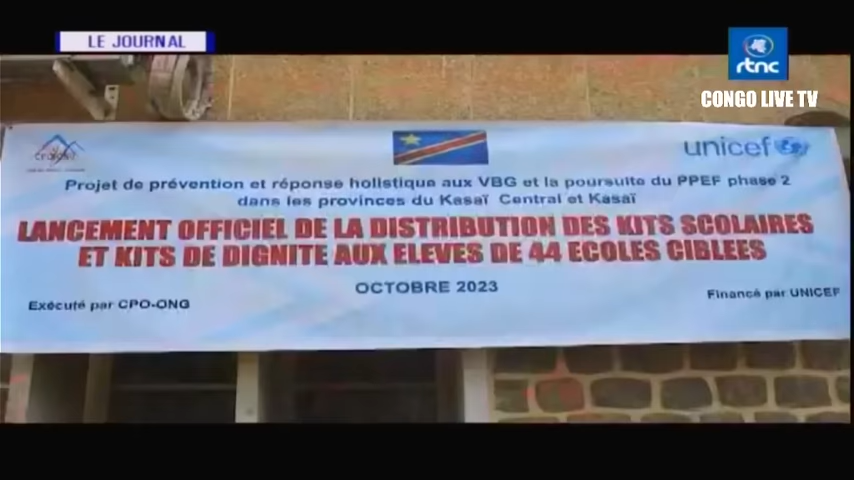 LE JOURNAL
rtnc
CONGO LIVE TV
unicef
Projet de prévention et réponse holistique aux VBG et la poursuite du PPEF phase 2
dans les provinces du Kasaï Central et Kasaï
LANCEMENT OFFICIEL DE LA DISTRIBUTION DES KITS SCOLAIRES
ET KITS DE DIGNITE AUX ELEVES DE 44 ECOLES CIBLEES
OCTOBRE 2023
Exécuté par CPO-ONG
Financé par UNICEF